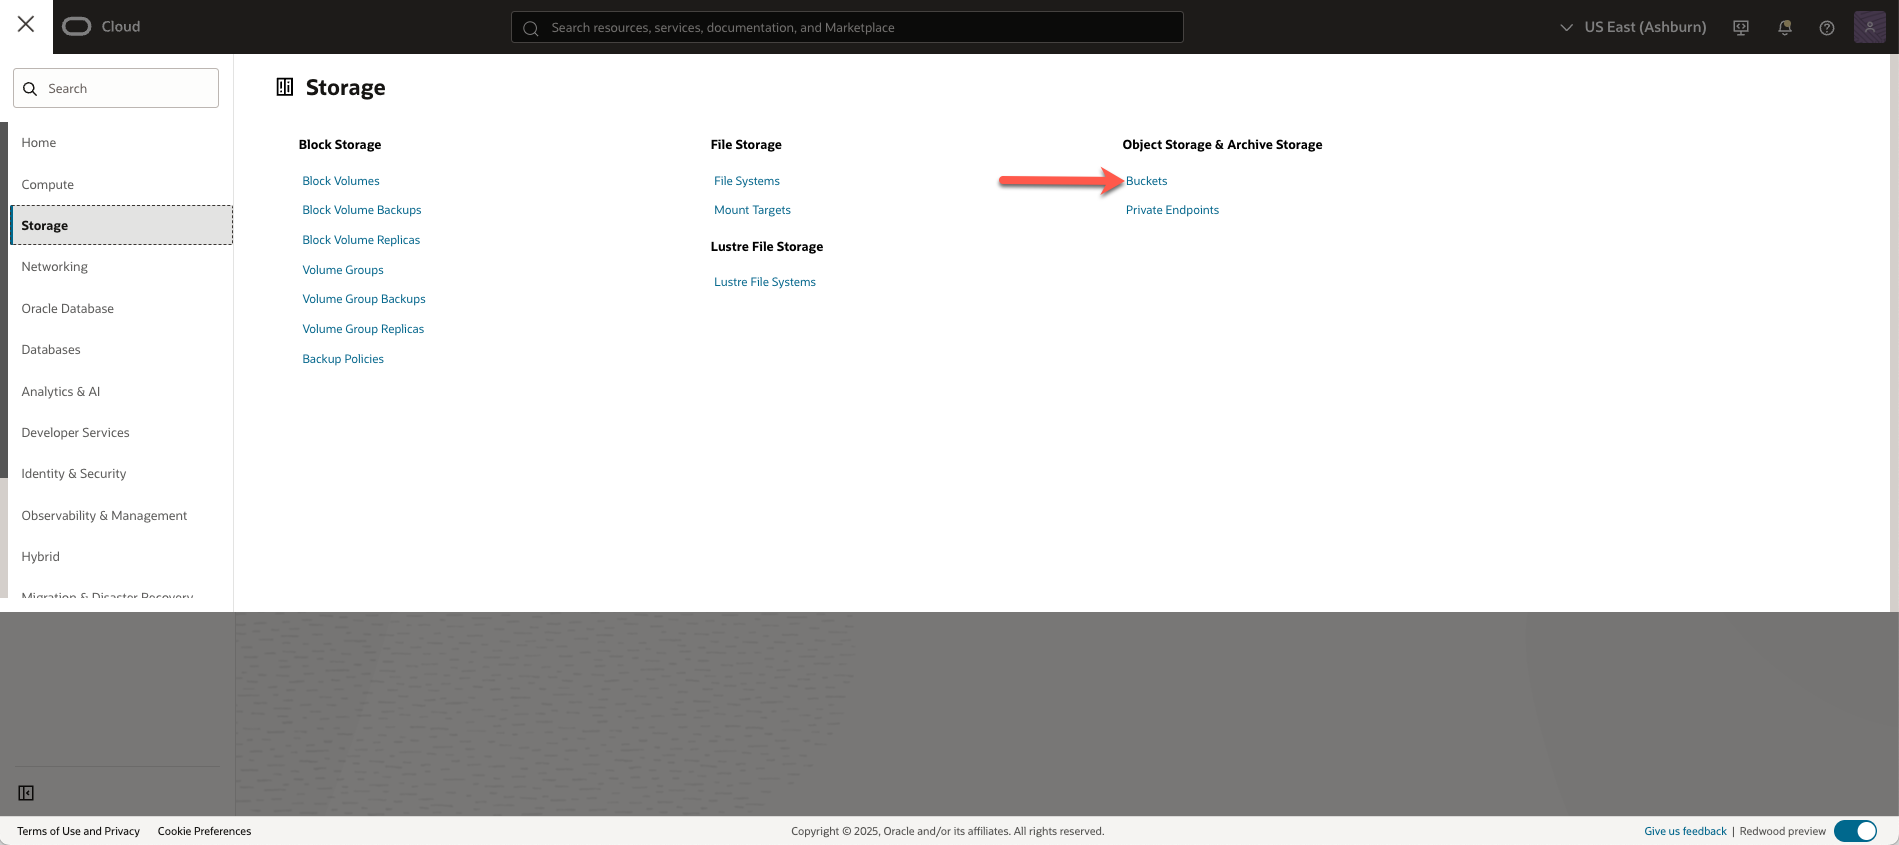 Cloud
Search resources, services, documentation, and Marketplace
US East (Ashburn)
Search
Home
Compute
Storage
Networking
Oracle Database
Databases
Analytics & AI
Developer Services
Identity & Security
Observability & Management
Hybrid
Migration & Disaster Recovery
Storage
Block Storage
Block Volumes
Block Volume Backups
Block Volume Replicas
Volume Groups
Volume Group Backups
Volume Group Replicas
Backup Policies
File Storage
File Systems
Mount Targets
Lustre File Storage
Lustre File Systems
Object Storage & Archive Storage
Buckets
Private Endpoints
Terms of Use and Privacy Cookie Preferences
Copyright © 2025, Oracle and/or its affiliates. All rights reserved.
Give us feedback | Redwood preview